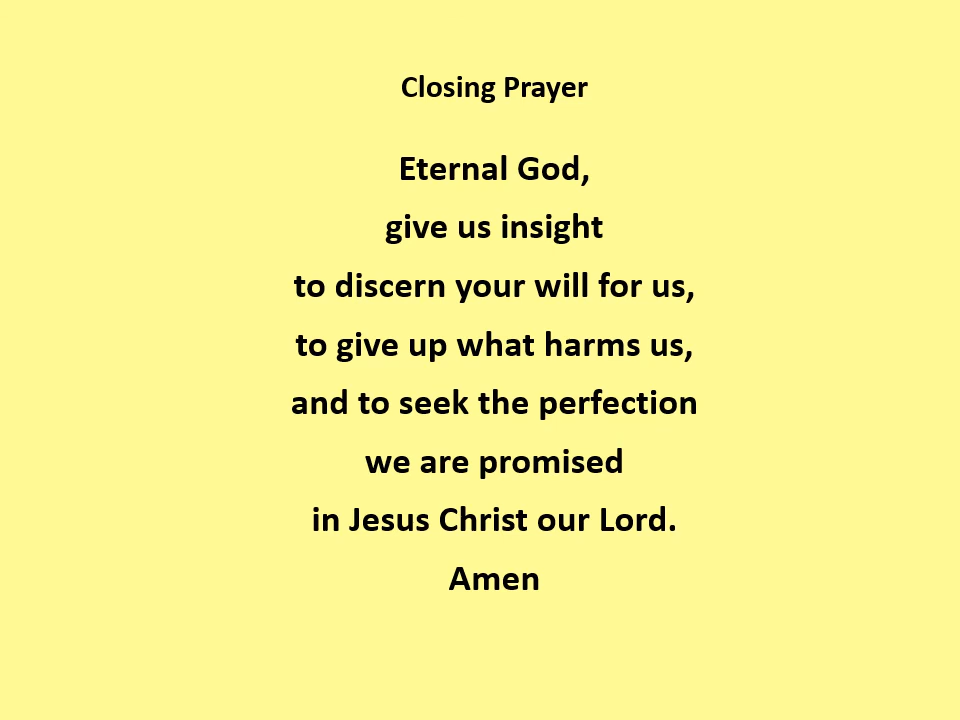 Closing Prayer
Eternal God,
give us insight
to discern your will for us,
to give up what harms us,
and to seek the perfection
we are promised
in Jesus Christ our Lord.
Amen